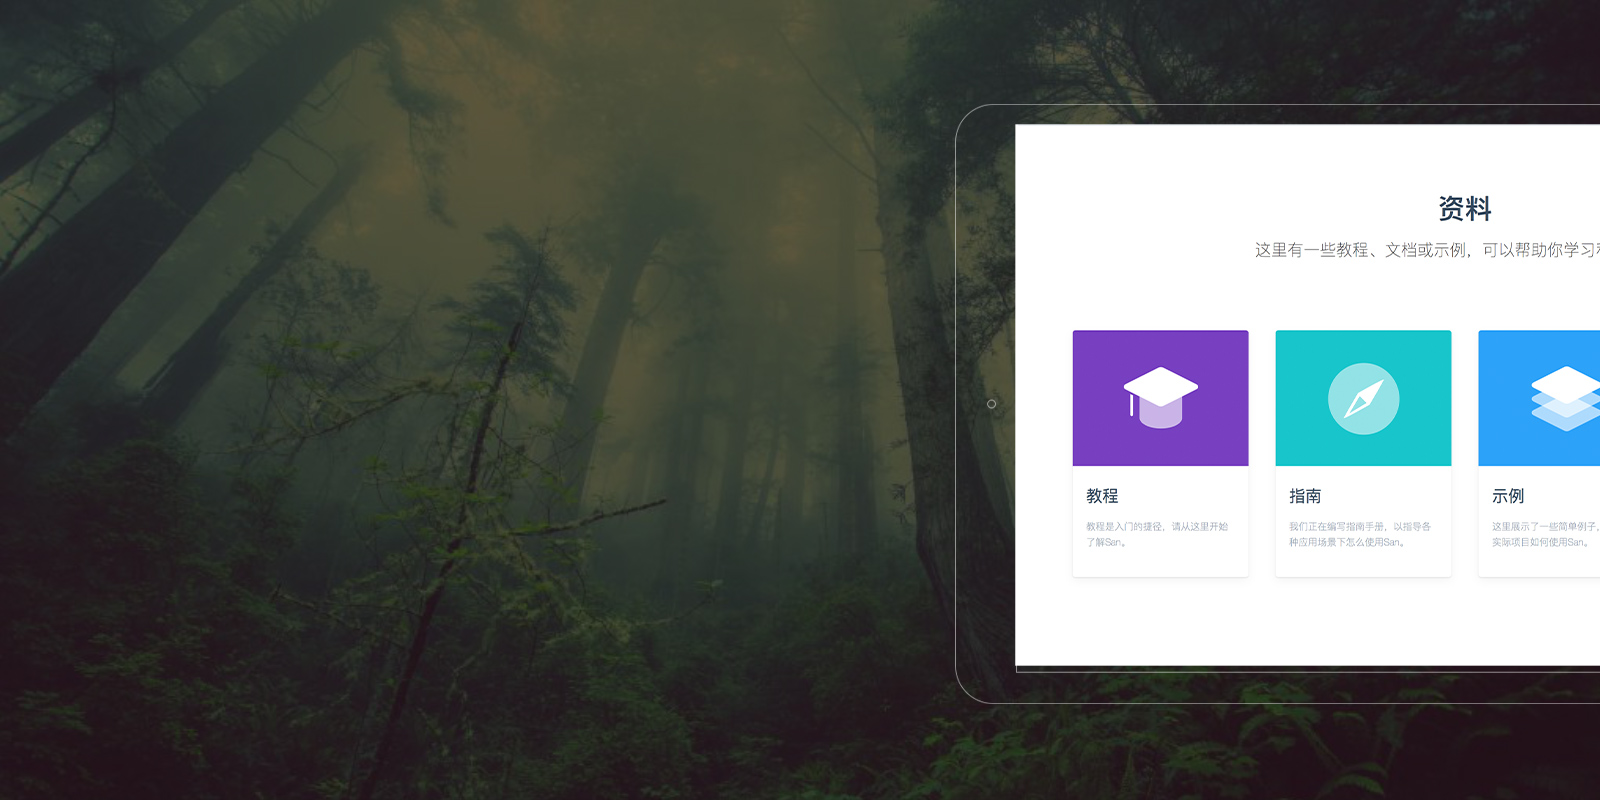 资料
这里有一些教程、文档或示例，可以帮助你学习
教程
教程是入门的捷径，请从这里开始
了解San。
指南
我们正在编写指南手册，以指导各
种应用场景下怎么使用San。
示例
这里展示了一些简单例子，
实际项目如何使用San。